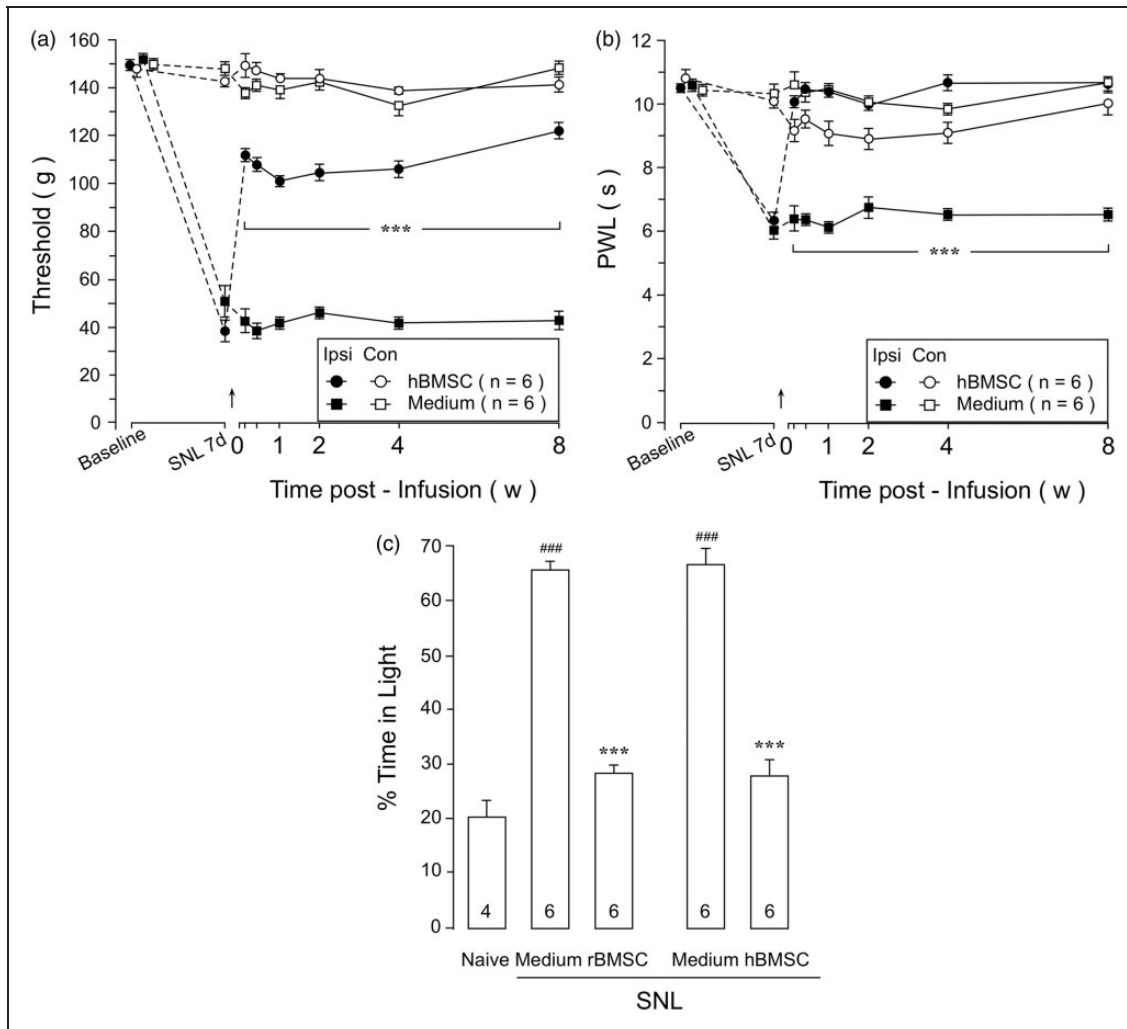 (a)
160
140
120
100
80
60
40
30
0
Threshold ( g )
***
Ipsi Con
hBMSC ( n = 6 )
Medium ( n = 6 )
Baseline
SNL 7d
0 1 2 4 8
Time post - Infusion ( w )
(b)
12
10
8
6
4
2
0
PWL ( s )
***
Ipsi Con
hBMSC ( n = 6 )
Medium ( n = 6 )
Baseline
SNL 7d
0 1 2 4 8
Time post - Infusion ( w )
(c)
70
60
50
40
30
20
10
0
% Time in Light
### ###
*** ***
4 6 6 6 6
Naive Medium rBMSC Medium hBMSC
SNL